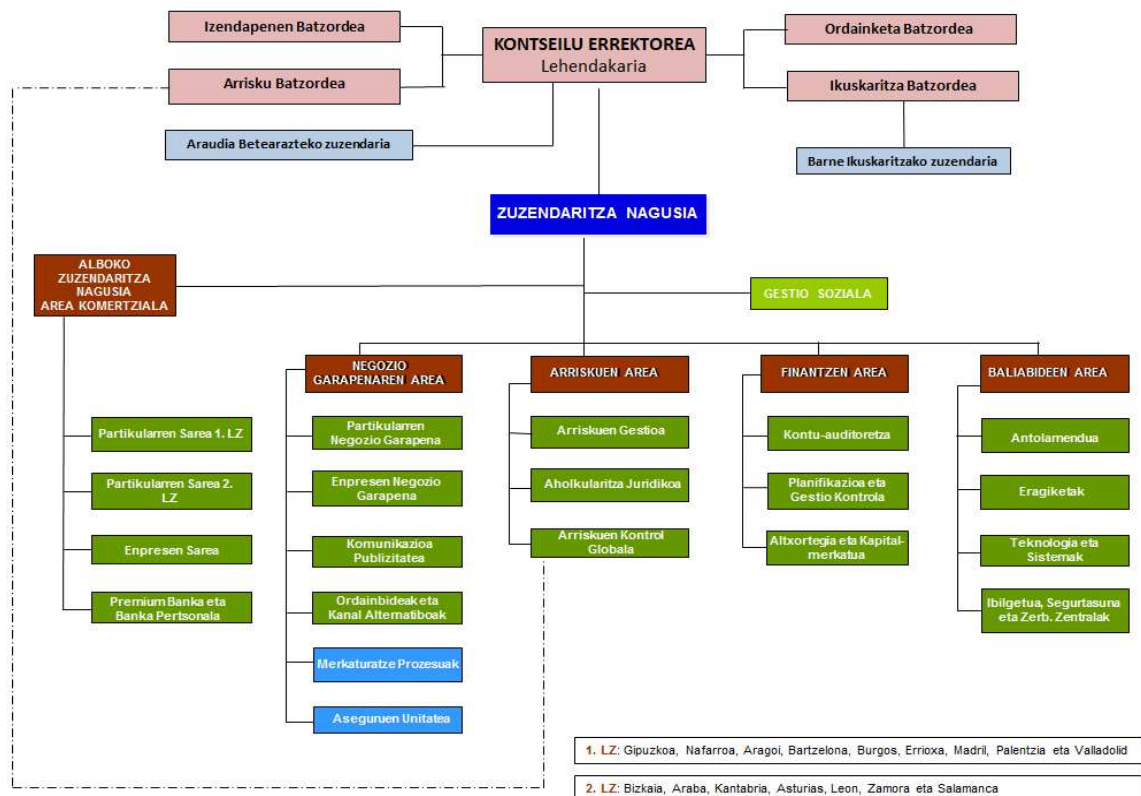 Izendapenen Batzordea
KONTSEILU ERREKTOREA
Lehendakaria
Ordainketa Batzordea
Arrisku Batzordea
Ikuskaritza Batzordea
Araudia Betearazteko zuzendaria
Barne Ikuskaritzako zuzendaria
ZUZENDARITZA NAGUSIA
ALBOKO
ZUZENDARITZA
NAGUSIA
AREA KOMERTZIALA
GESTIO SOZIALA
NEGOZIO
GARAPENAREN AREA
ARRISKUEN AREA
FINANTZEN AREA
BALIABIDEEN AREA
Partikularren Sarea 1. LZ
Partikularren Sarea 2.
LZ
Enpresen Sarea
Premium Banka eta
Banka Pertsonala
Partikularren
Negozio Garapena
Enpresen Negozio
Garapena
Komunikazioa
Publizitatea
Ordainbideak eta
Kanal Alternatiboak
Merkaturatze Prozesuak
Aseguruen Unitatea
Arriskuen Gestioa
Aholkularitza Juridikoa
Arriskuen Kontrol
Globala
Kontu-auditoretza
Planifikazioa eta
Gestio Kontrola
Altxortegia eta Kapital-
merkatua
Antolamendua
Eragiketak
Teknologia eta
Sistemak
Ibilgetua, Segurtasuna
eta Zerb. Zentralak
1. LZ: Gipuzkoa, Nafarroa, Aragoi, Bartzelona, Burgos, Errioxa, Madril, Palentzia eta Valladolid
2. LZ: Bizkaia, Araba, Kantabria, Asturias, Leon, Zamora eta Salamanca